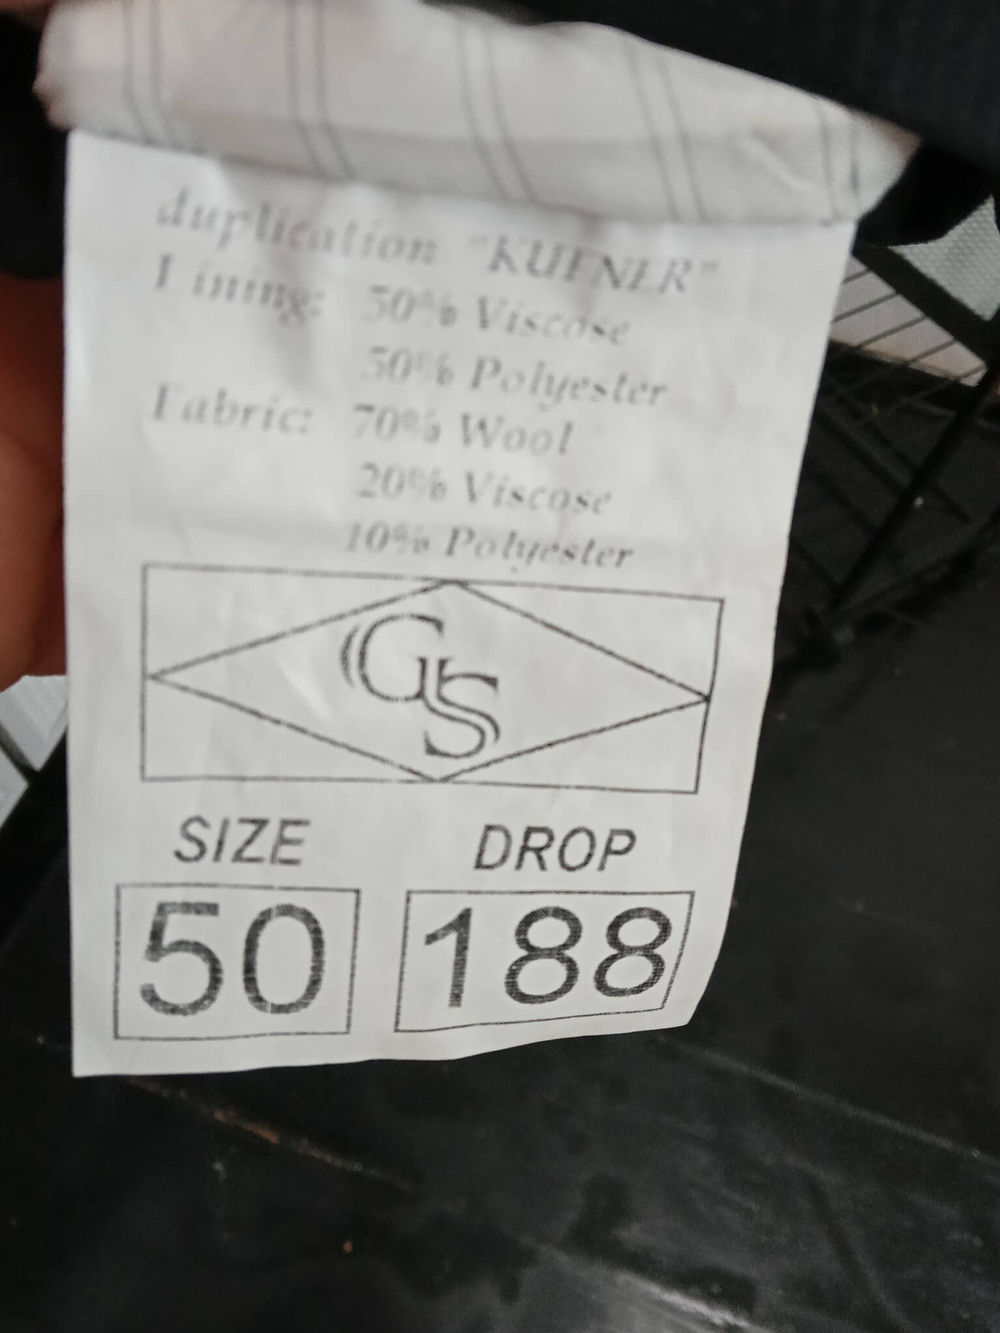 duplication "KUFNER"
Lining: 50% Viscose
50% Polyester
Fabric: 70% Wool
20% Viscose
10% Polyester
GS
SIZE DROP
50 188